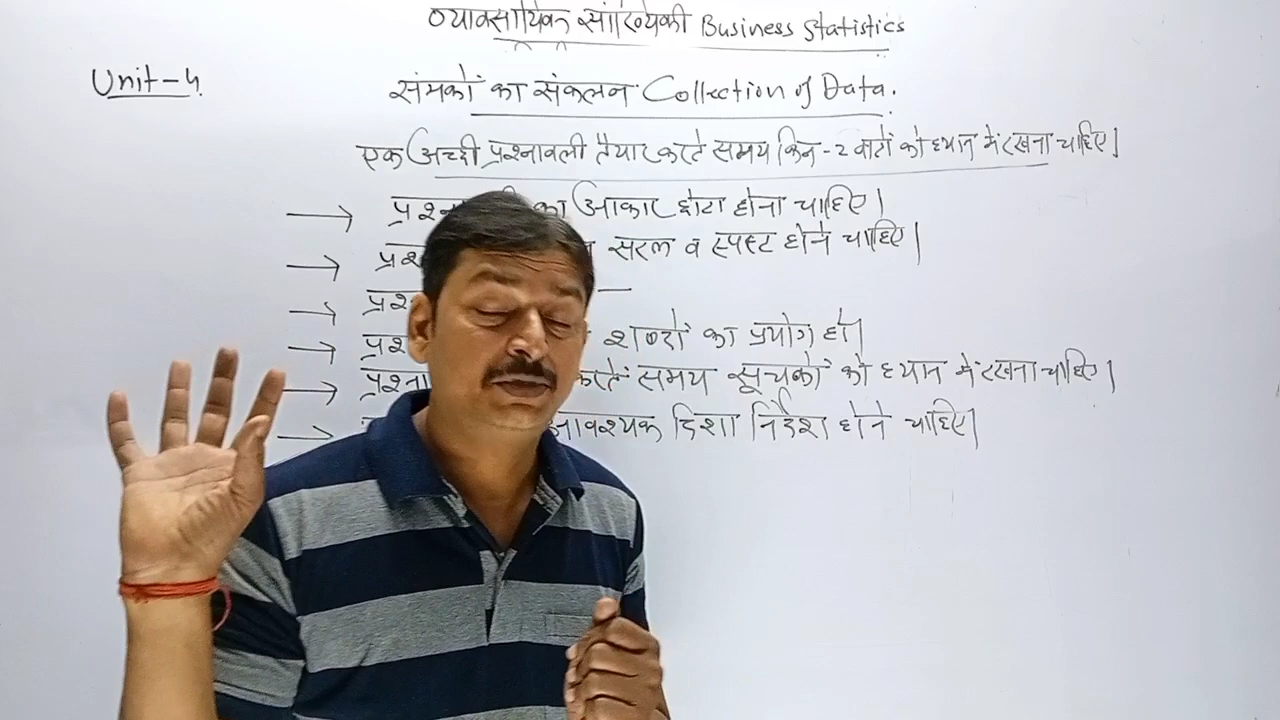 व्यावसायिक सांख्यिकी Business Statistics
Unit-4
संमकों का संकलन Collection of Data.
एक अच्छी प्रश्नावली तैयार करते समय किन-2 बातों को ध्यान में रखना चाहिए।
का आकार छोटा होना चाहिए।
सरल व स्पष्ट होने चाहिए।
शब्दों का प्रयोग हो।
करते समय सूचकों को ध्यान में रखना चाहिए।
आवश्यक दिशा निर्देश होने चाहिए।